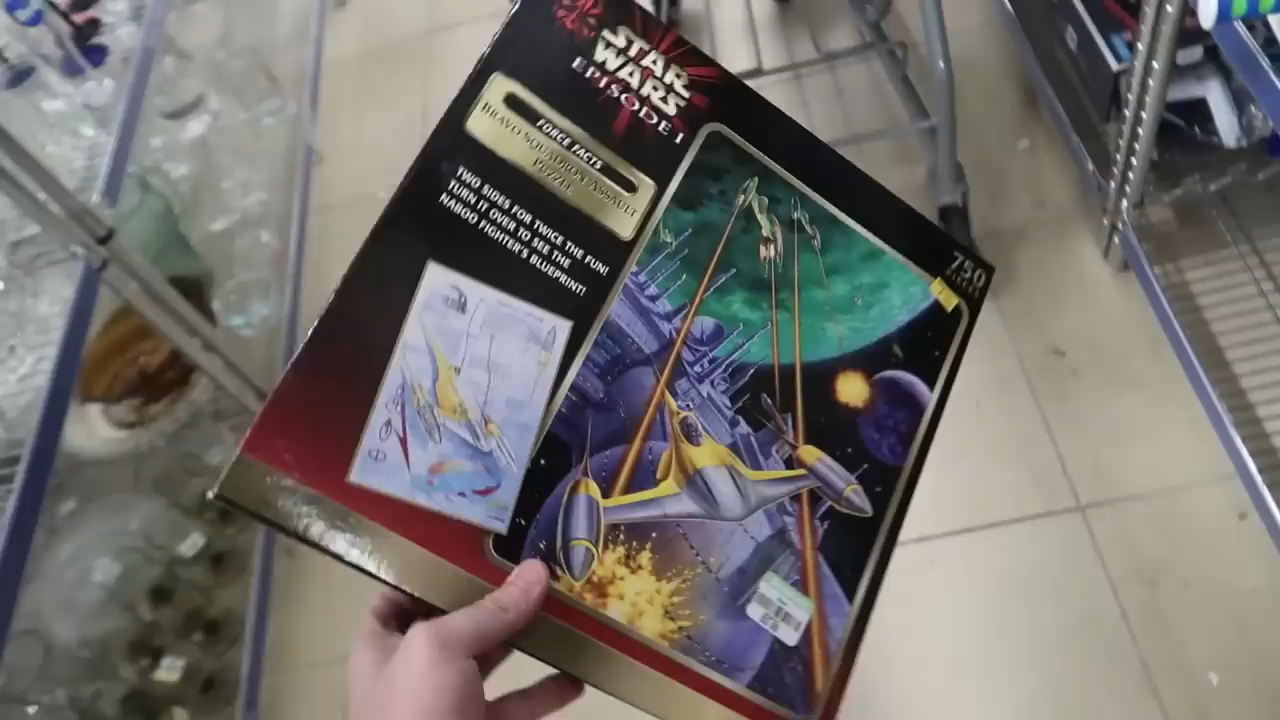 STAR
WARS
EPISODE I
FORCE FACTS
BRAVO SQUADRON ASSAULT
PUZZLE
TWO SIDES FOR TWICE THE FUN!
TURN IT OVER TO SEE THE
NABOO FIGHTER'S BLUEPRINT!
750
PIECES